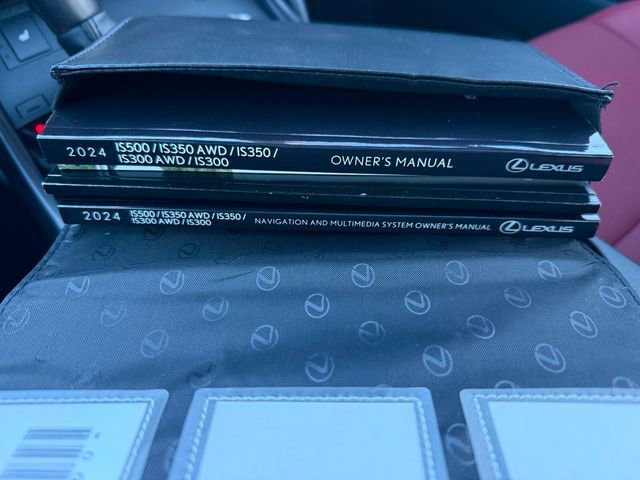 2024 IS500 / IS350 AWD / IS350 / OWNER'S MANUAL LEXUS
IS300 AWD / IS300
2024 IS500 / IS350 AWD / IS350 / NAVIGATION AND MULTIMEDIA SYSTEM OWNER'S MANUAL LEXUS
IS300 AWD / IS300